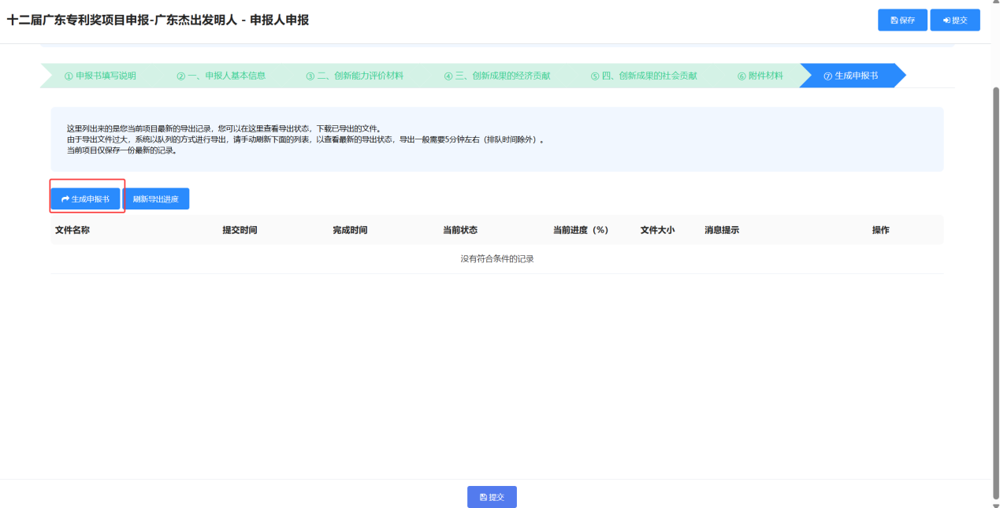 十二届广东专利奖项目申报-广东杰出发明人 - 申报人申报
保存
提交
① 申报书填写说明
② 一、申报人基本信息
③ 二、创新能力评价材料
④ 三、创新成果的经济贡献
⑤ 四、创新成果的社会贡献
⑥ 附件材料
⑦ 生成申报书
这里列出来的是您当前项目最新的导出记录，您可以在这里查看导出状态，下载已导出的文件。
由于导出文件过大，系统以队列的方式进行导出，请手动刷新下面的列表，以查看最新的导出状态，导出一般需要5分钟左右（排队时间除外）。
当前项目仅保存一份最新的记录。
生成申报书
刷新导出进度
文件名称 提交时间 完成时间 当前状态 当前进度（%） 文件大小 消息提示 操作
没有符合条件的记录
提交